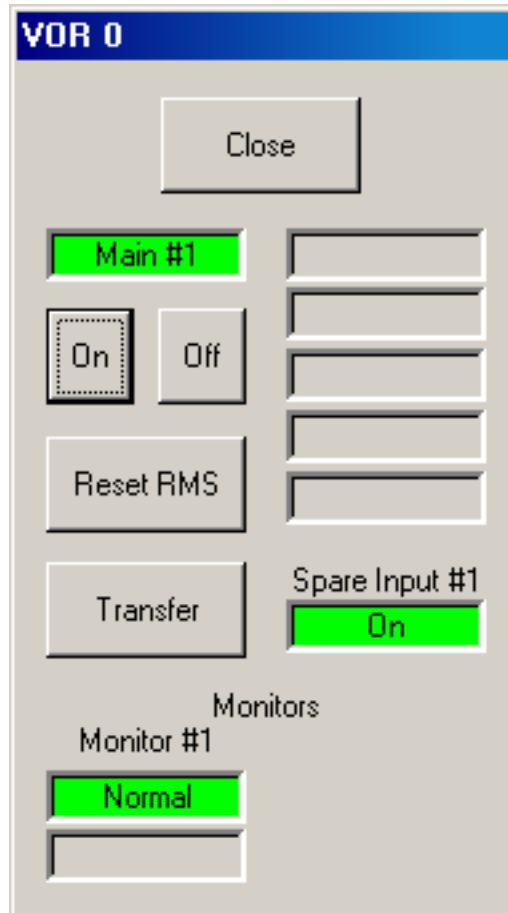 VOR 0
Close
Main #1
On
Off
Reset RMS
Transfer
Spare Input #1
On
Monitors
Monitor #1
Normal